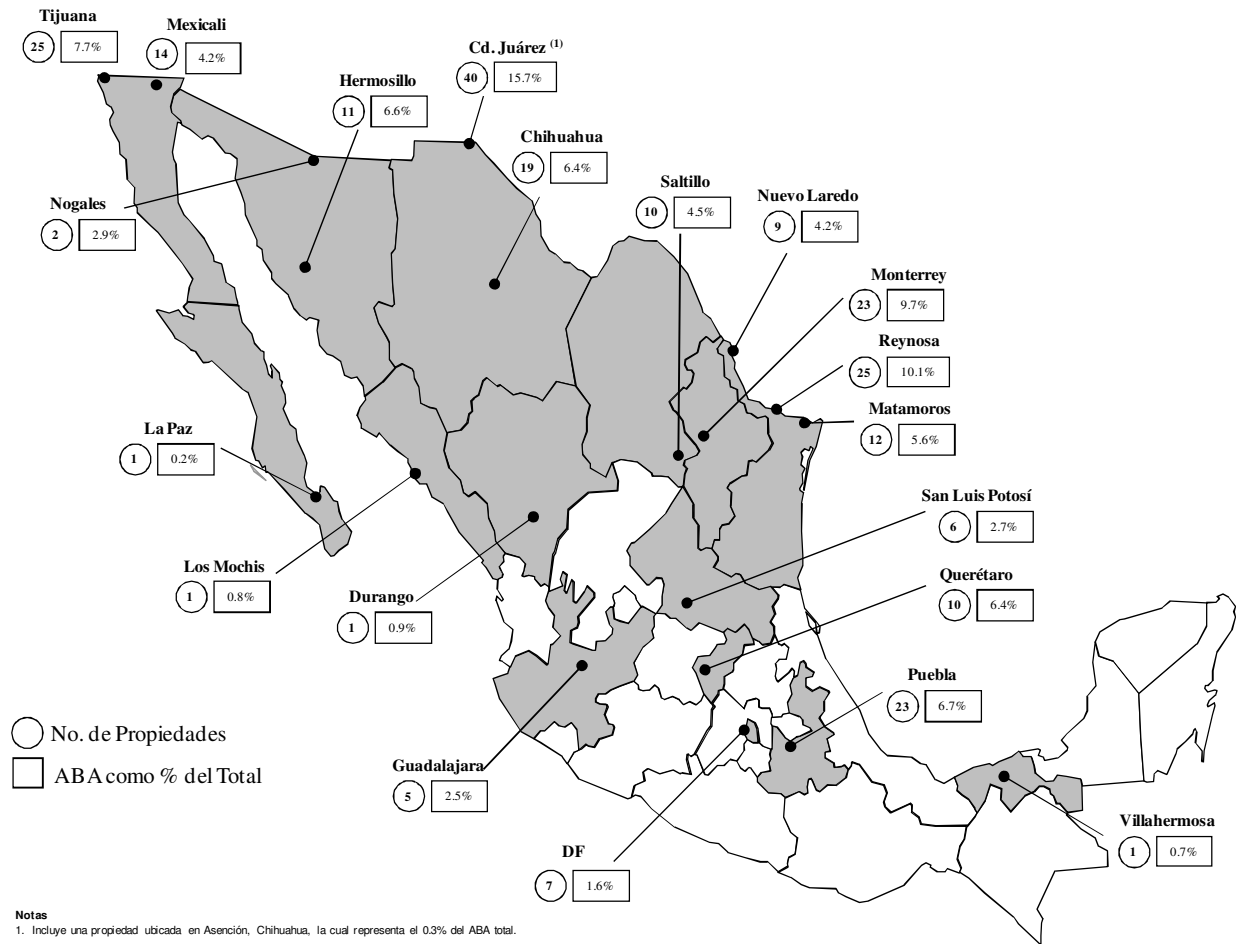 Tijuana
25 7.7%
Mexicali
14 4.2%
Cd. Juárez (1)
40 15.7%
Hermosillo
11 6.6%
Chihuahua
19 6.4%
Saltillo
10 4.5%
Nuevo Laredo
9 4.2%
Nogales
2 2.9%
Monterrey
23 9.7%
Reynosa
25 10.1%
Matamoros
12 5.6%
La Paz
1 0.2%
San Luis Potosí
6 2.7%
Los Mochis
1 0.8%
Durango
1 0.9%
Querétaro
10 6.4%
Puebla
23 6.7%
No. de Propiedades
ABA como % del Total
Guadalajara
5 2.5%
Villahermosa
1 0.7%
DF
7 1.6%
Notas
1. Incluye una propiedad ubicada en Asención, Chihuahua, la cual representa el 0.3% del ABA total.